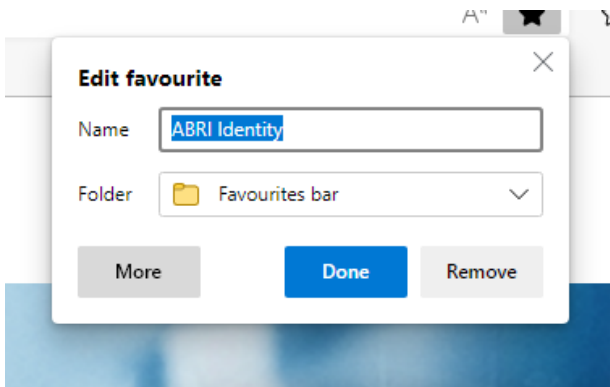 A
Edit favourite
Name
ABRI Identity
Folder
Favourites bar
More
Done
Remove